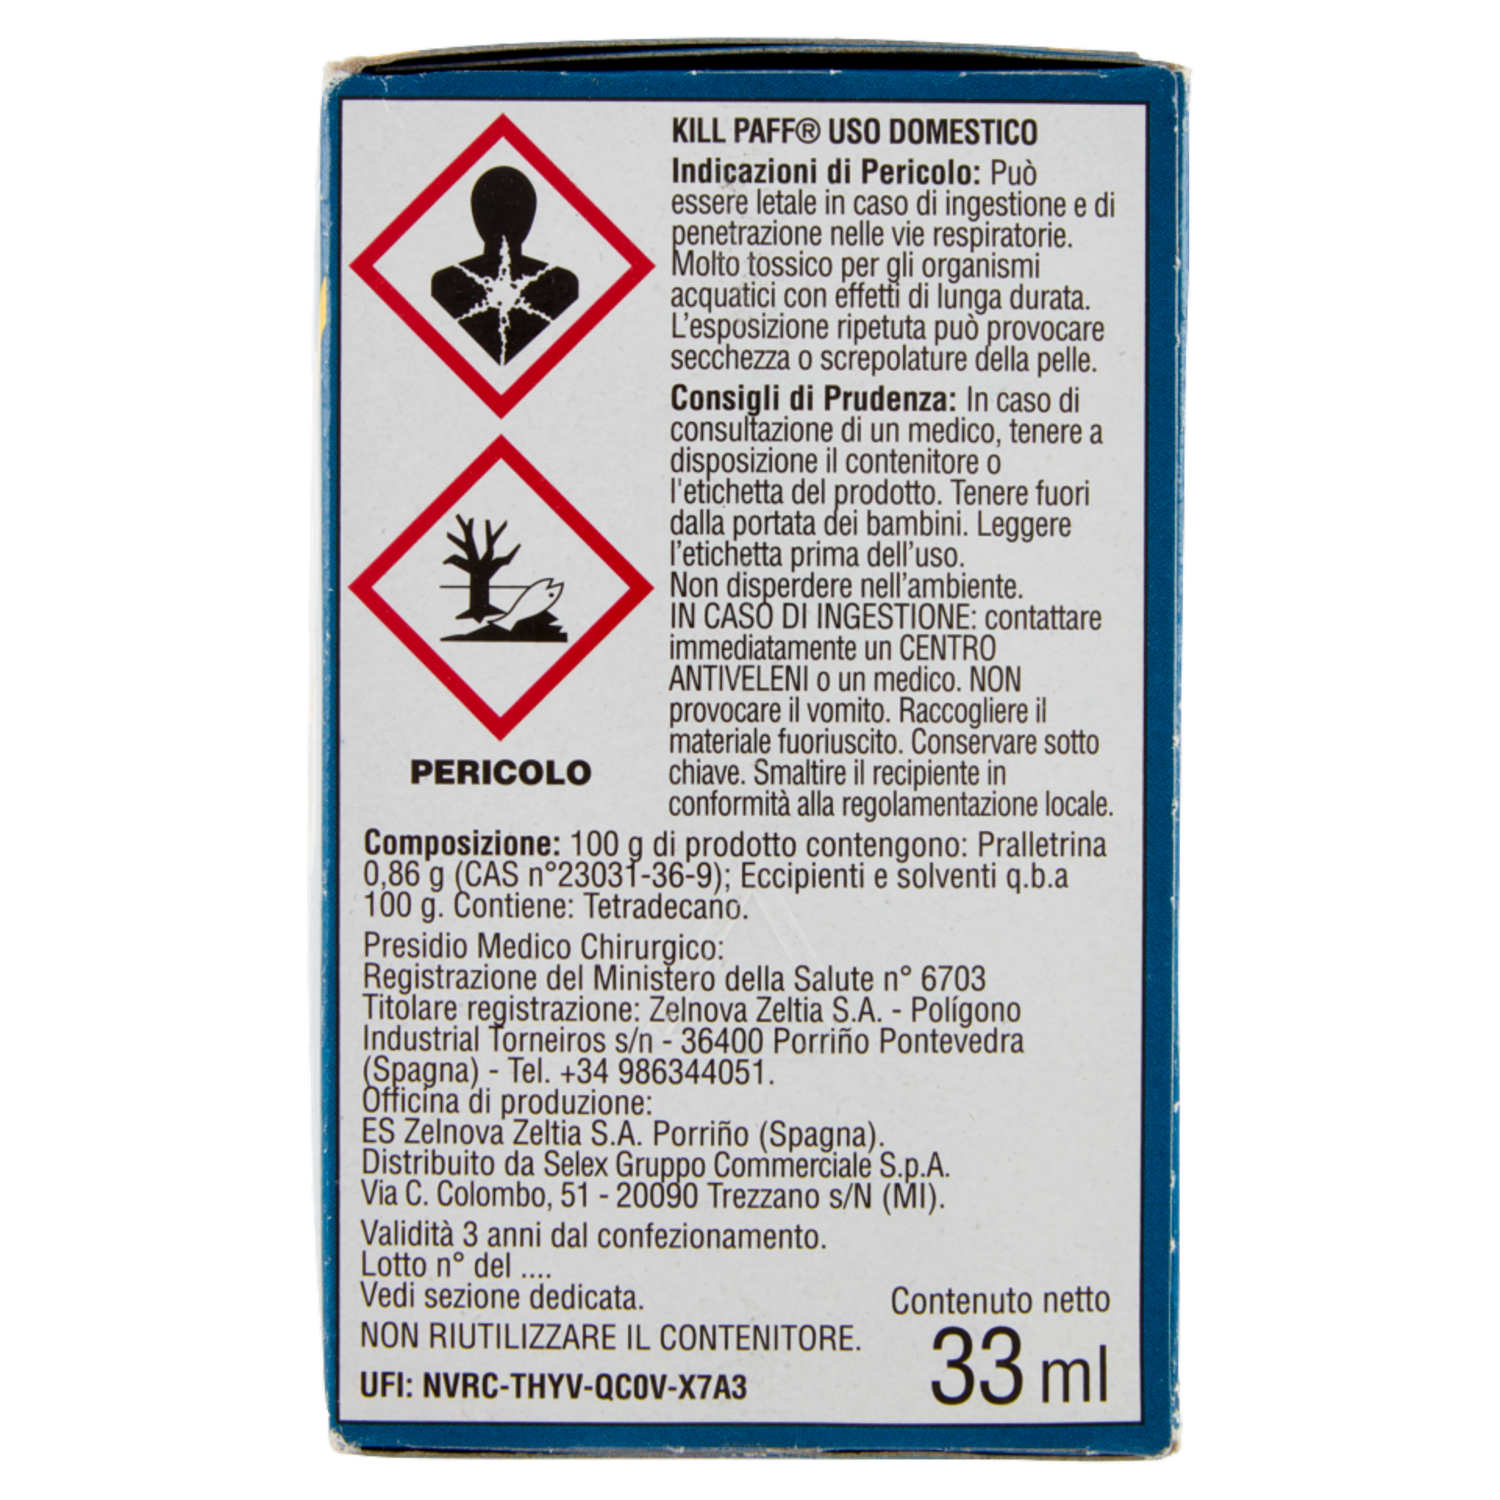 KILL PAFF® USO DOMESTICO
Indicazioni di Pericolo: Può
essere letale in caso di ingestione e di
penetrazione nelle vie respiratorie.
Molto tossico per gli organismi
acquatici con effetti di lunga durata.
L'esposizione ripetuta può provocare
secchezza o screpolature della pelle.
Consigli di Prudenza: In caso di
consultazione di un medico, tenere a
disposizione il contenitore o
l'etichetta del prodotto. Tenere fuori
dalla portata dei bambini. Leggere
l'etichetta prima dell'uso.
Non disperdere nell'ambiente.
IN CASO DI INGESTIONE: contattare
immediatamente un CENTRO
ANTIVELENI o un medico. NON
provocare il vomito. Raccogliere il
materiale fuoriuscito. Conservare sotto
chiave. Smaltire il recipiente in
conformità alla regolamentazione locale.
PERICOLO
Composizione: 100 g di prodotto contengono: Pralletrina
0,86 g (CAS n°23031-36-9); Eccipienti e solventi q.b.a
100 g. Contiene: Tetradecano.
Presidio Medico Chirurgico:
Registrazione del Ministero della Salute n° 6703
Titolare registrazione: Zelnova Zeltia S.A. - Polígono
Industrial Torneiros s/n - 36400 Porriño Pontevedra
(Spagna) - Tel. +34 986344051.
Officina di produzione:
ES Zelnova Zeltia S.A. Porriño (Spagna).
Distribuito da Selex Gruppo Commerciale S.p.A.
Via C. Colombo, 51 - 20090 Trezzano s/N (MI).
Validità 3 anni dal confezionamento.
Lotto n° del ....
Vedi sezione dedicata.
NON RIUTILIZZARE IL CONTENITORE.
UFI: NVRC-THYV-QC0V-X7A3
Contenuto netto
33 ml